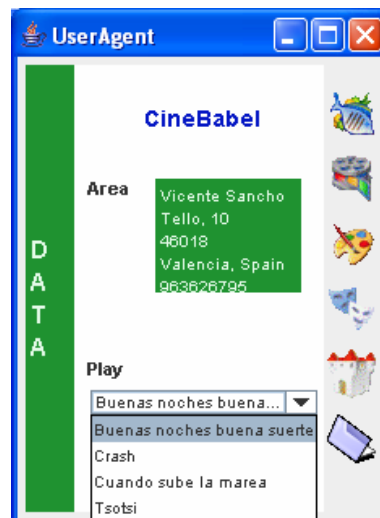 UserAgent
CineBabel
Area
Vicente Sancho
Tello, 10
46018
Valencia, Spain
963626795
D
A
T
A
Play
Buenas noches buena...
Buenas noches buena suerte
Crash
Cuando sube la marea
Tsotsi